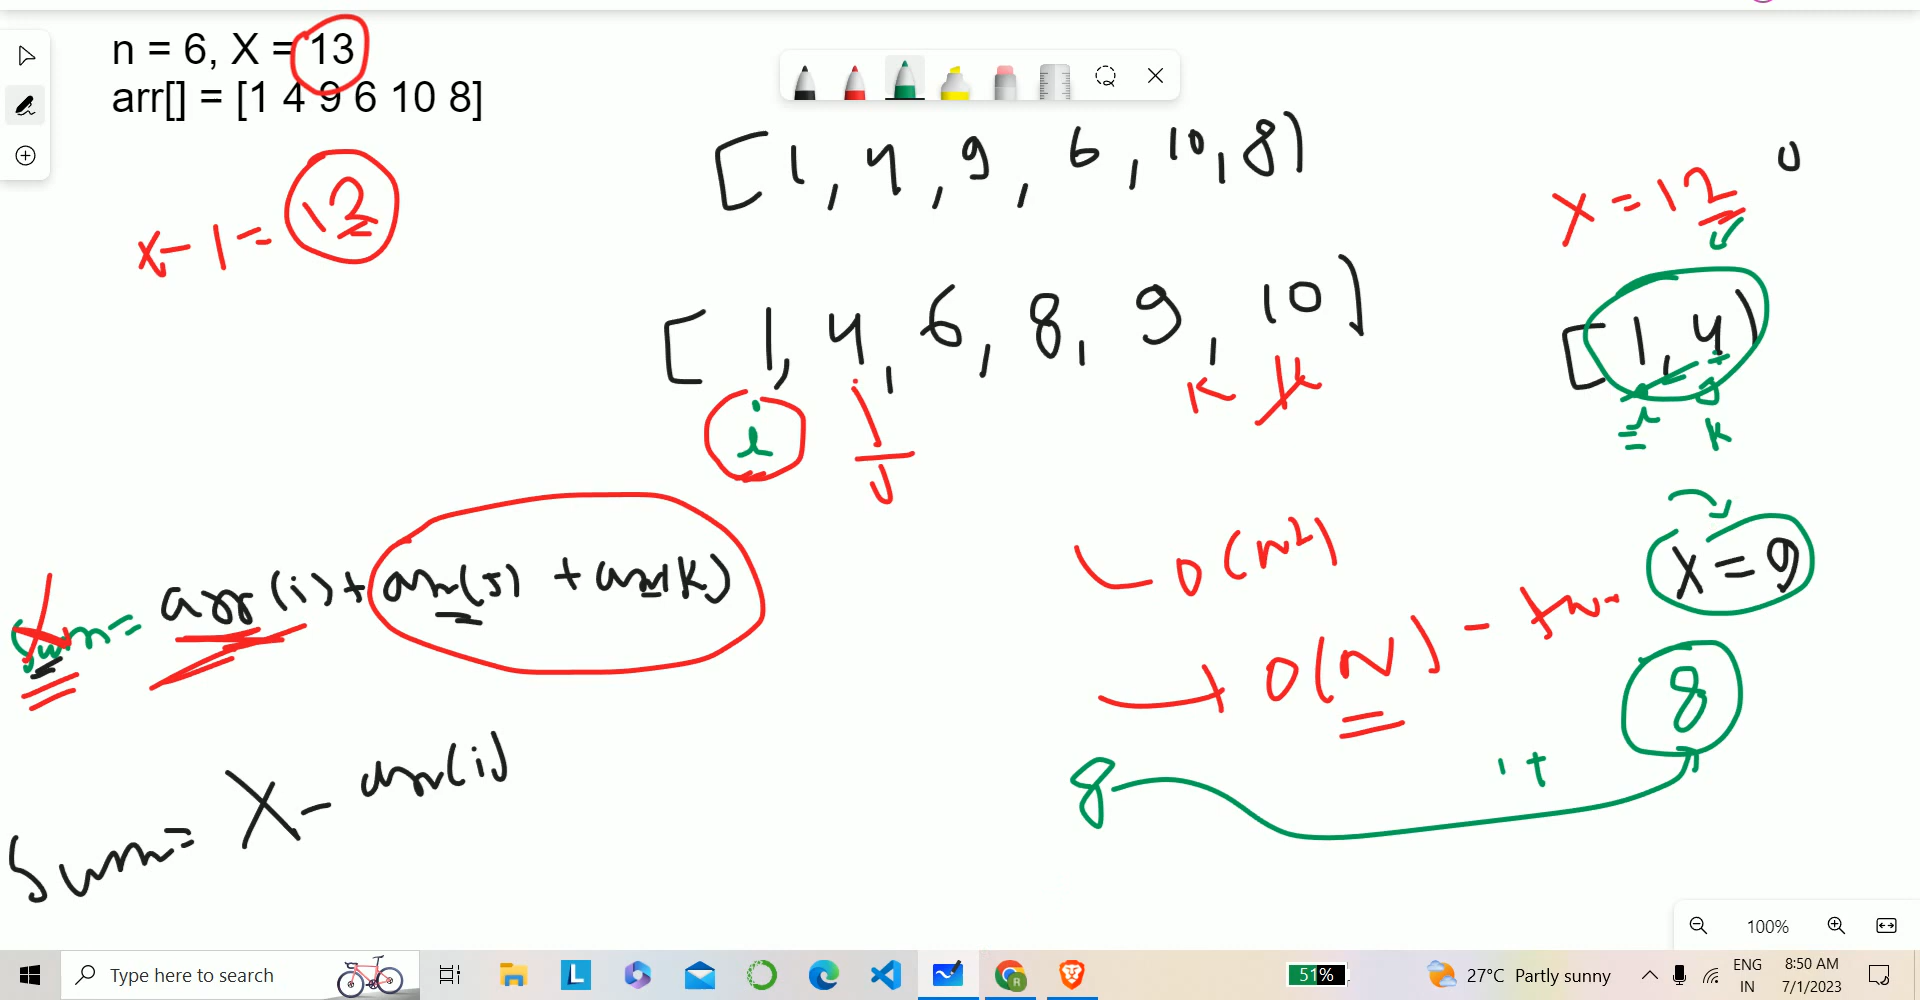 n = 6, X = 13
arr[] = [1 4 9 6 10 8]
x - 1 = 12
[1, 4, 9, 6, 10, 8]
[1, 4, 6, 8, 9, 10]
i
j
K
X = 12
[1, 4)
i
j
k
O(N²)
O(N) -
X = 9
8
8
Sum = arr(i) + arr(j) + arr(k)
Sum = X - arr(i)
100%
Type here to search
L
R
51%
27°C Partly sunny
ENG
IN
8:50 AM
7/1/2023